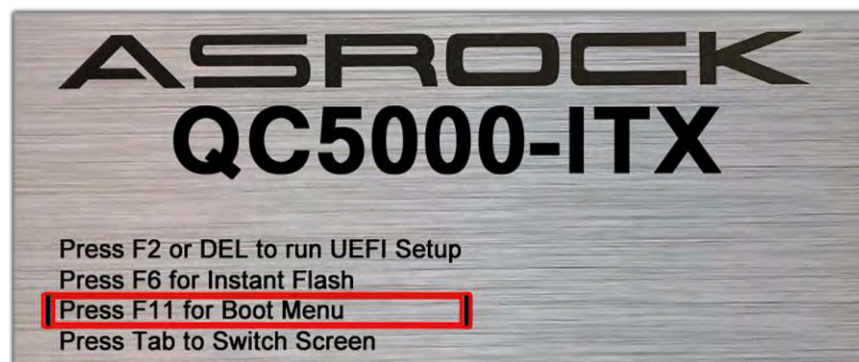 ASROCK
QC5000-ITX
Press F2 or DEL to run UEFI Setup
Press F6 for Instant Flash
Press F11 for Boot Menu
Press Tab to Switch Screen